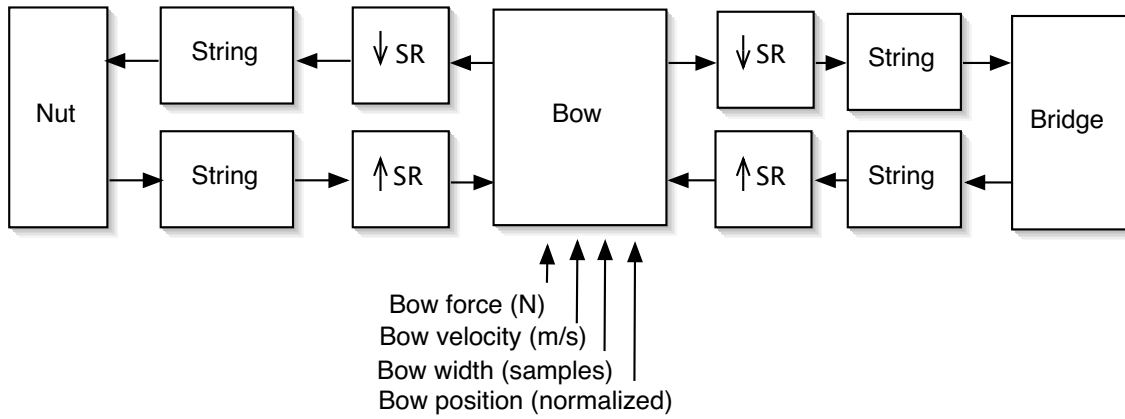 String
↓ SR
↓ SR
String
Nut
Bow
Bridge
String
↑ SR
↑ SR
String
Bow force (N)
Bow velocity (m/s)
Bow width (samples)
Bow position (normalized)